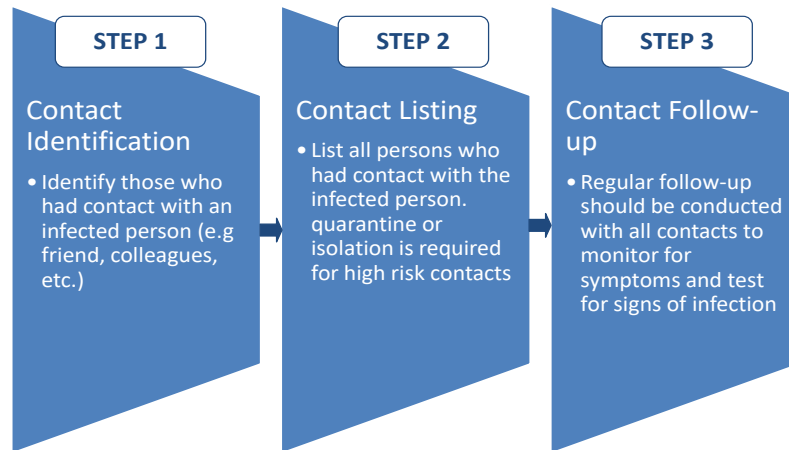 STEP 1
Contact
Identification
• Identify those who
had contact with an
infected person (e.g
friend, colleagues,
etc.)
STEP 2
Contact Listing
• List all persons who
had contact with the
infected person.
quarantine or
isolation is required
for high risk contacts
STEP 3
Contact Follow-
up
• Regular follow-up
should be conducted
with all contacts to
monitor for
symptoms and test
for signs of infection